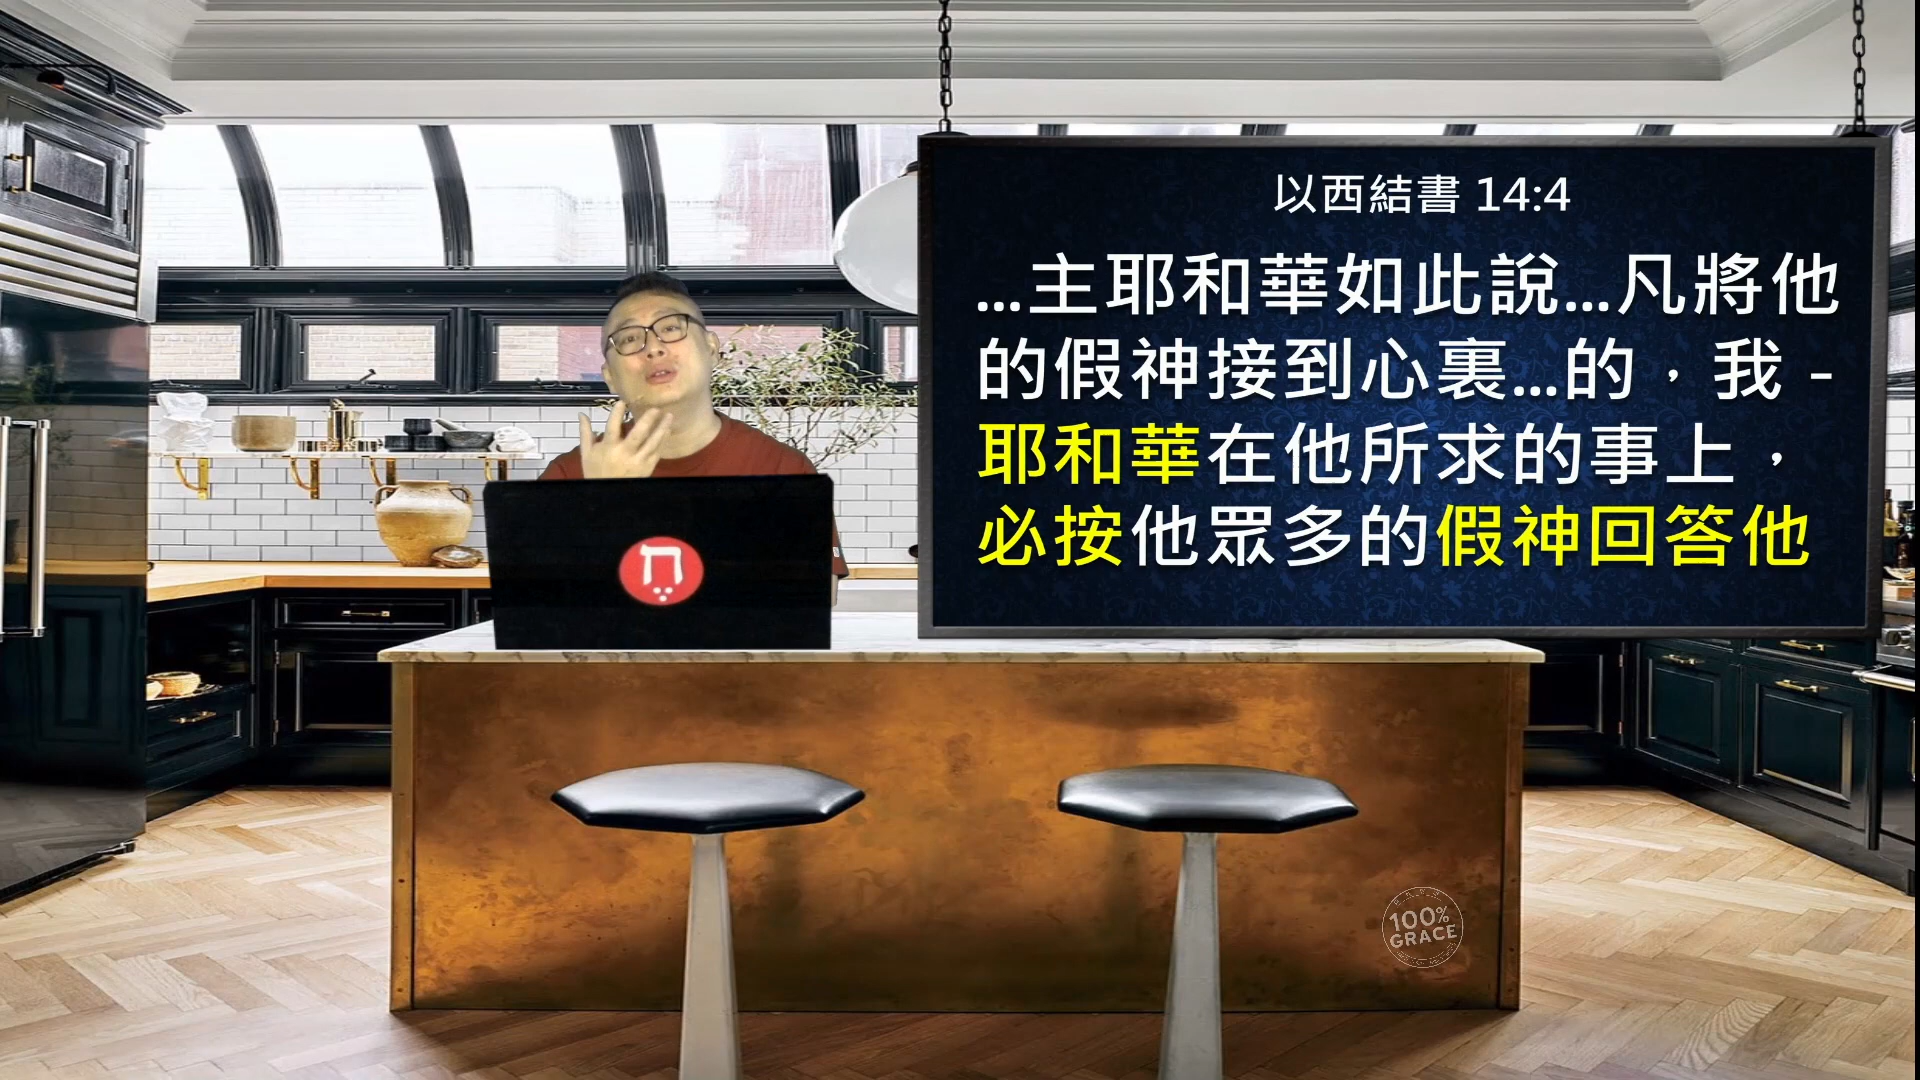 以西結書 14:4
...主耶和華如此說...凡將他
的假神接到心裏...的，我 -
耶和華在他所求的事上，
必按他眾多的假神回答他
ח
100%
GRACE